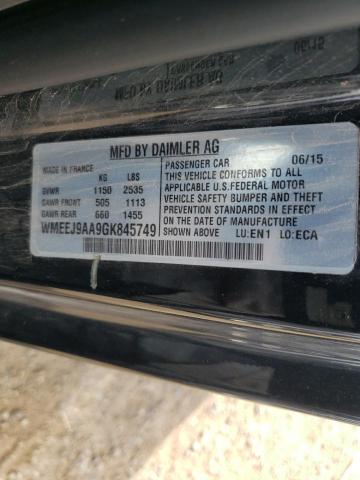 MFD BY DAIMLER AG
MADE IN FRANCE
KG LBS
GVWR 1150 2535
GAWR FRONT 505 1113
GAWR REAR 660 1455
WMEEJ9AA9GK845749
PASSENGER CAR 06/15
THIS VEHICLE CONFORMS TO ALL
APPLICABLE U.S. FEDERAL MOTOR
VEHICLE SAFETY BUMPER AND THEFT
PREVENTION STANDARDS IN EFFECT ON
THE DATE OF MANUFACTURE
SHOWN ABOVE LU:EN1 LO:ECA